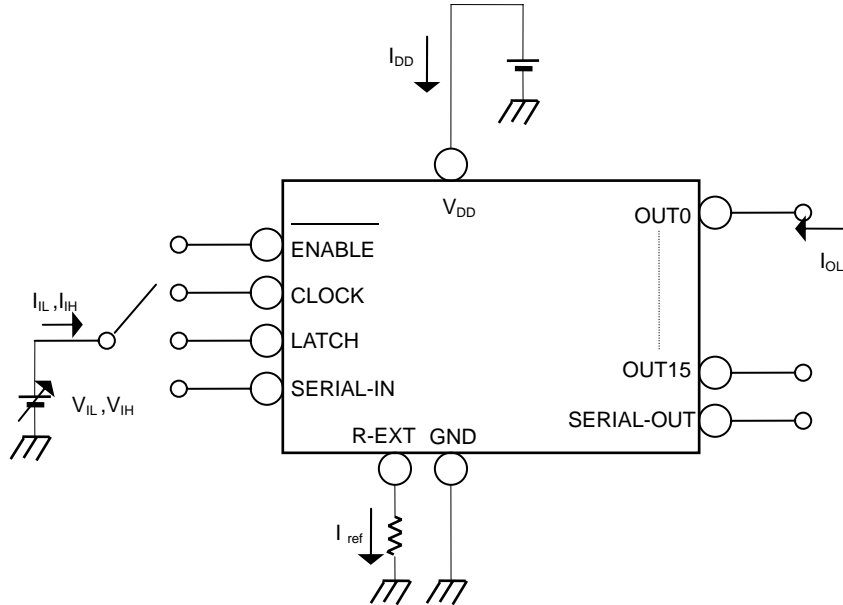 I_DD
V_DD
OUT0
ENABLE
I_OL
CLOCK
I_IL ,I_IH
LATCH
OUT15
SERIAL-IN
V_IL ,V_IH
SERIAL-OUT
R-EXT GND
I_ref